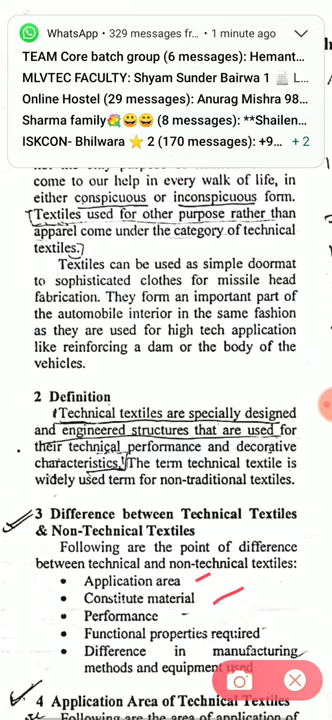 WhatsApp • 329 messages fr... • 1 minute ago
TEAM Core batch group (6 messages): Hemant...
MLVTEC FACULTY: Shyam Sunder Bairwa 1 📄 L...
Online Hostel (29 messages): Anurag Mishra 98...
Sharma family💐😀😀 (8 messages): **Shailen...
ISKCON- Bhilwara ⭐ 2 (170 messages): +9... + 2
come to our help in every walk of life, in
either conspicuous or inconspicuous form.
Textiles used for other purpose rather than
apparel come under the category of technical
textiles.
Textiles can be used as simple doormat
to sophisticated clothes for missile head
fabrication. They form an important part of
the automobile interior in the same fashion
as they are used for high tech application
like reinforcing a dam or the body of the
vehicles.
2 Definition
Technical textiles are specially designed
and engineered structures that are used for
their technical performance and decorative
characteristics. The term technical textile is
widely used term for non-traditional textiles.
3 Difference between Technical Textiles
& Non-Technical Textiles
Following are the point of difference
between technical and non-technical textiles:
• Application area
• Constitute material
• Performance
• Functional properties required
• Difference in manufacturing
methods and equipment used
4 Application Area of Technical Textiles
Following are the area of application of